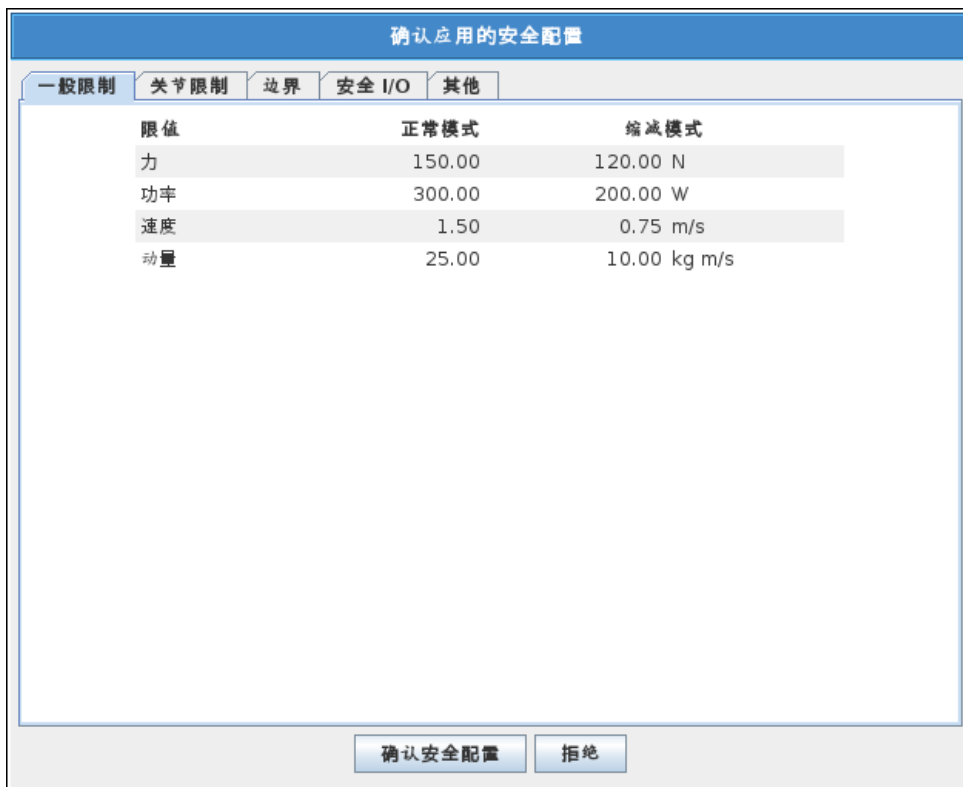 确认应用的安全配置
一般限制 关节限制 边界 安全 I/O 其他
限值 正常模式 缩减模式
力 150.00 120.00 N
功率 300.00 200.00 W
速度 1.50 0.75 m/s
动量 25.00 10.00 kg m/s
确认安全配置 拒绝